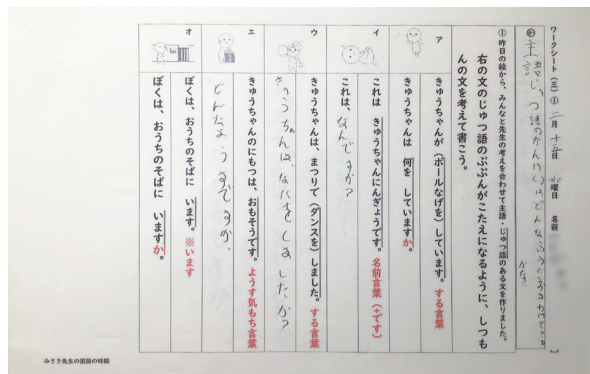 ワークシート（三）① 二月 十五日 水曜日 名前
め 主語じゅつ語のかんけいは、どんな
①昨日の絵から、みんなと先生の考えを合わせて主語・じゅつ語のある文を作りました。
右の文のじゅつ語のぶぶんがこたえになるように、しつもんの文を考えて書こう。
ア
きゅうちゃんが（ボールなげを）しています。する言葉
きゅうちゃんは 何を していますか。
イ
これは きゅうちゃんにんぎょうです。名前言葉（+です）
これは、なんですか？
ウ
きゅうちゃんは、まつりで（ダンスを）しました。する言葉
きゅうちゃんは、なにをしましたか？
エ
きゅうちゃんのにもつは、おもそうです。ようす気もち言葉
どんなようすですか。
オ
ぼくは、おうちのそばに います。※います
ぼくは、おうちのそばに いますか。
みさき先生の国語の時間